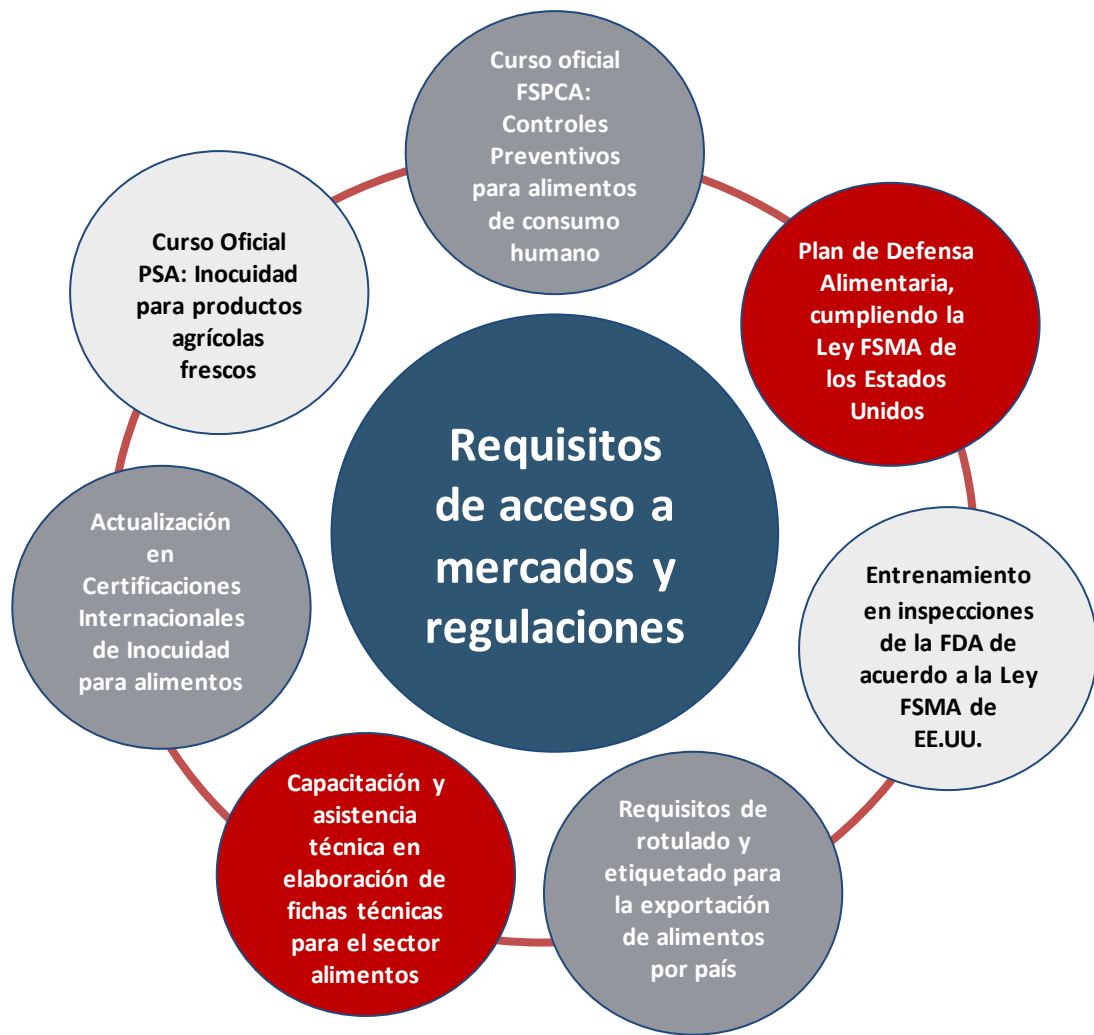 Curso oficial
FSPCA:
Controles
Preventivos
para alimentos
de consumo
humano
Plan de Defensa
Alimentaria,
cumpliendo la
Ley FSMA de
los Estados
Unidos
Entrenamiento
en inspecciones
de la FDA de
acuerdo a la Ley
FSMA de
EE.UU.
Requisitos de
rotulado y
etiquetado para
la exportación
de alimentos
por país
Capacitación y
asistencia
técnica en
elaboración de
fichas técnicas
para el sector
alimentos
Actualización
en
Certificaciones
Internacionales
de Inocuidad
para alimentos
Curso Oficial
PSA: Inocuidad
para productos
agrícolas
frescos
Requisitos
de acceso a
mercados y
regulaciones